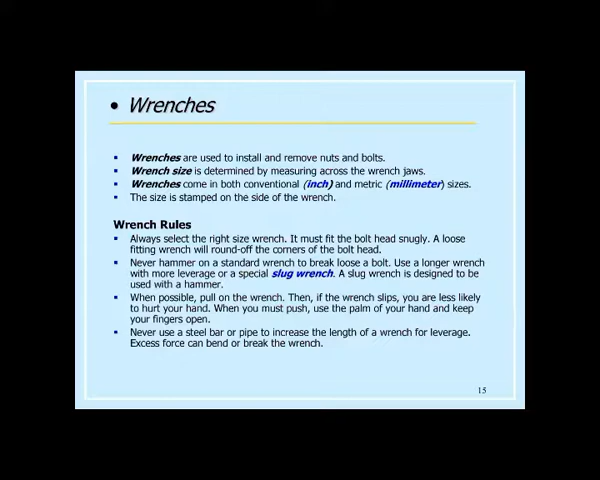 • Wrenches
▪ Wrenches are used to install and remove nuts and bolts.
▪ Wrench size is determined by measuring across the wrench jaws.
▪ Wrenches come in both conventional (inch) and metric (millimeter) sizes.
▪ The size is stamped on the side of the wrench.
Wrench Rules
▪ Always select the right size wrench. It must fit the bolt head snugly. A loose
fitting wrench will round-off the corners of the bolt head.
▪ Never hammer on a standard wrench to break loose a bolt. Use a longer wrench
with more leverage or a special slug wrench. A slug wrench is designed to be
used with a hammer.
▪ When possible, pull on the wrench. Then, if the wrench slips, you are less likely
to hurt your hand. When you must push, use the palm of your hand and keep
your fingers open.
▪ Never use a steel bar or pipe to increase the length of a wrench for leverage.
Excess force can bend or break the wrench.
15